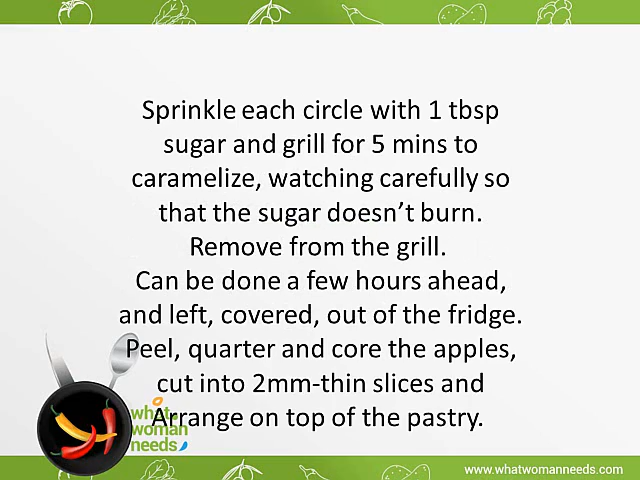 Sprinkle each circle with 1 tbsp
sugar and grill for 5 mins to
caramelize, watching carefully so
that the sugar doesn’t burn.
Remove from the grill.
Can be done a few hours ahead,
and left, covered, out of the fridge.
Peel, quarter and core the apples,
cut into 2mm-thin slices and
Arrange on top of the pastry.
what
woman
needs
www.whatwomanneeds.com